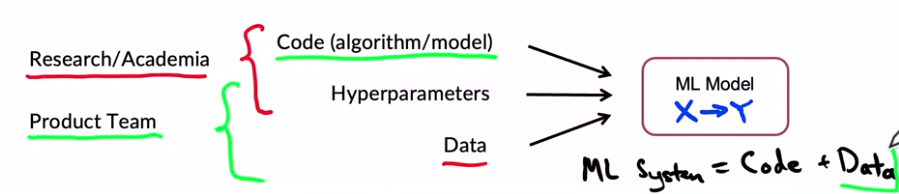 Research/Academia
Product Team
Code (algorithm/model)
Hyperparameters
Data
ML Model
X→Y
ML System = Code + Data